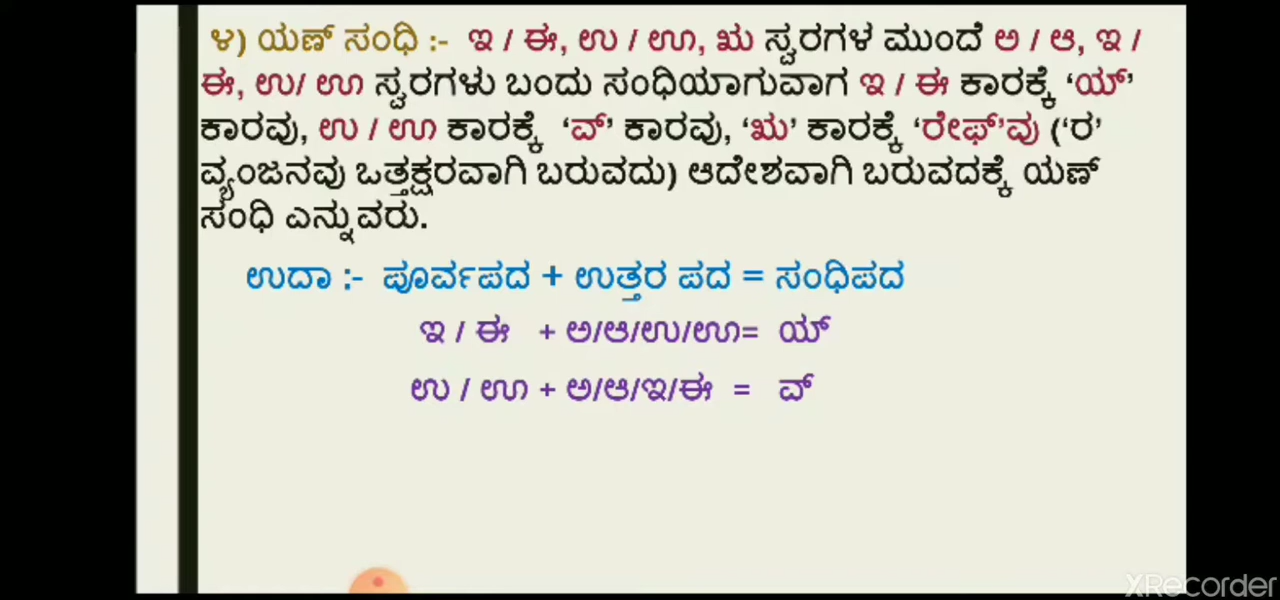 ೪) ಯಣ್ ಸಂಧಿ :- ಇ / ಈ, ಉ / ಊ, ಋ ಸ್ವರಗಳ ಮುಂದೆ ಅ / ಆ, ಇ /
ಈ, ಉ/ ಊ ಸ್ವರಗಳು ಬಂದು ಸಂಧಿಯಾಗುವಾಗ ಇ / ಈ ಕಾರಕ್ಕೆ ‘ಯ್’
ಕಾರವು, ಉ / ಊ ಕಾರಕ್ಕೆ ‘ವ್’ ಕಾರವು, ‘ಋ’ ಕಾರಕ್ಕೆ ‘ರೇಫ್’ವು (‘ರ’
ವ್ಯಂಜನವು ಒತ್ತಕ್ಷರವಾಗಿ ಬರುವದು) ಆದೇಶವಾಗಿ ಬರುವದಕ್ಕೆ ಯಣ್
ಸಂಧಿ ಎನ್ನುವರು.
ಉದಾ :- ಪೂರ್ವಪದ + ಉತ್ತರ ಪದ = ಸಂಧಿಪದ
ಇ / ಈ + ಅ/ಆ/ಉ/ಊ= ಯ್
ಉ / ಊ + ಅ/ಆ/ಇ/ಈ = ವ್
XRecorder